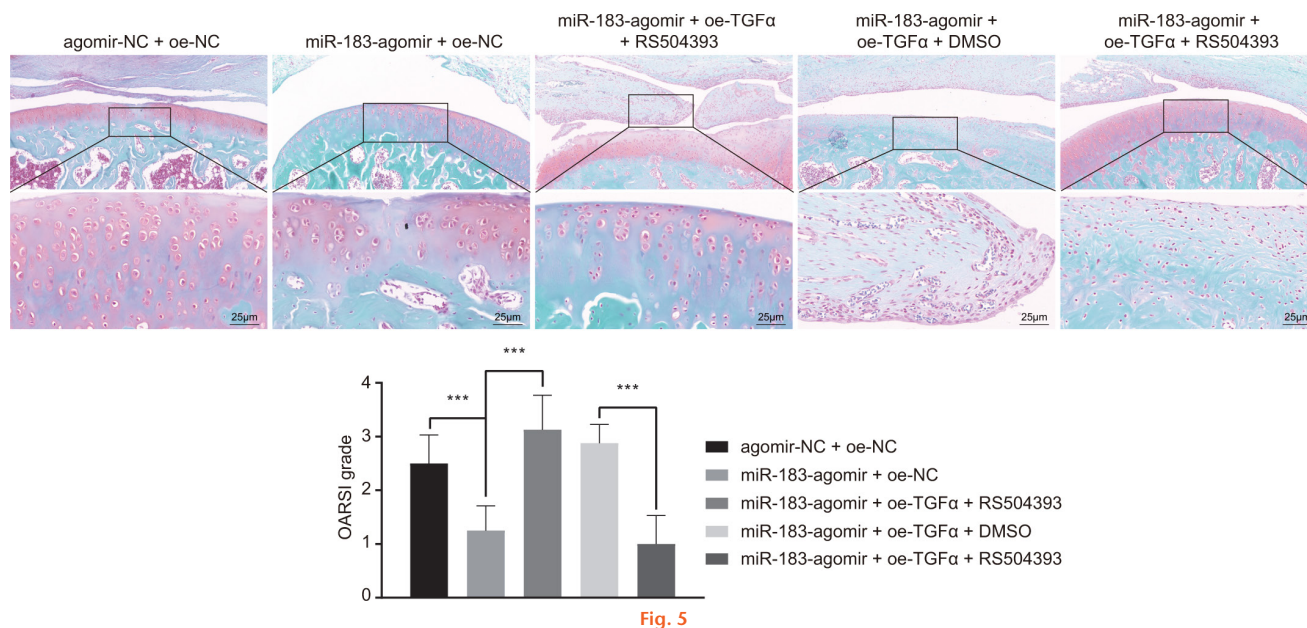 agomir-NC + oe-NC
miR-183-agomir + oe-NC
miR-183-agomir + oe-TGFα
+ RS504393
miR-183-agomir +
oe-TGFα + DMSO
miR-183-agomir +
oe-TGFα + RS504393
25μm
25μm
25μm
25μm
25μm
OARSI grade
4
3
2
1
0
***
***
***
agomir-NC + oe-NC
miR-183-agomir + oe-NC
miR-183-agomir + oe-TGFα + RS504393
miR-183-agomir + oe-TGFα + DMSO
miR-183-agomir + oe-TGFα + RS504393
Fig. 5